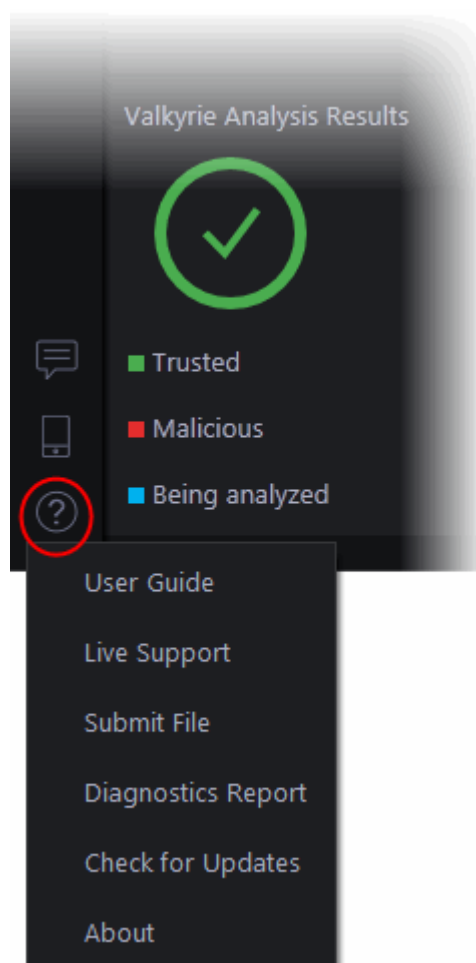 Valkyrie Analysis Results
Trusted
Malicious
Being analyzed
?
User Guide
Live Support
Submit File
Diagnostics Report
Check for Updates
About